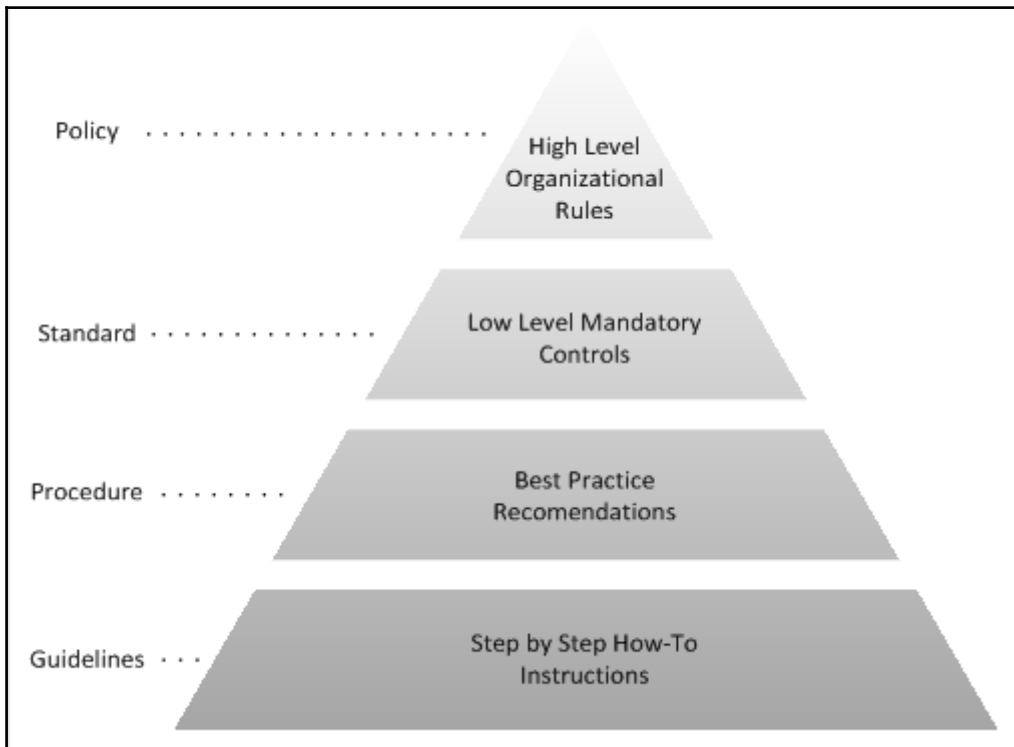 Policy
High Level
Organizational
Rules
Standard
Low Level Mandatory
Controls
Procedure
Best Practice
Recomendations
Guidelines
Step by Step How-To
Instructions